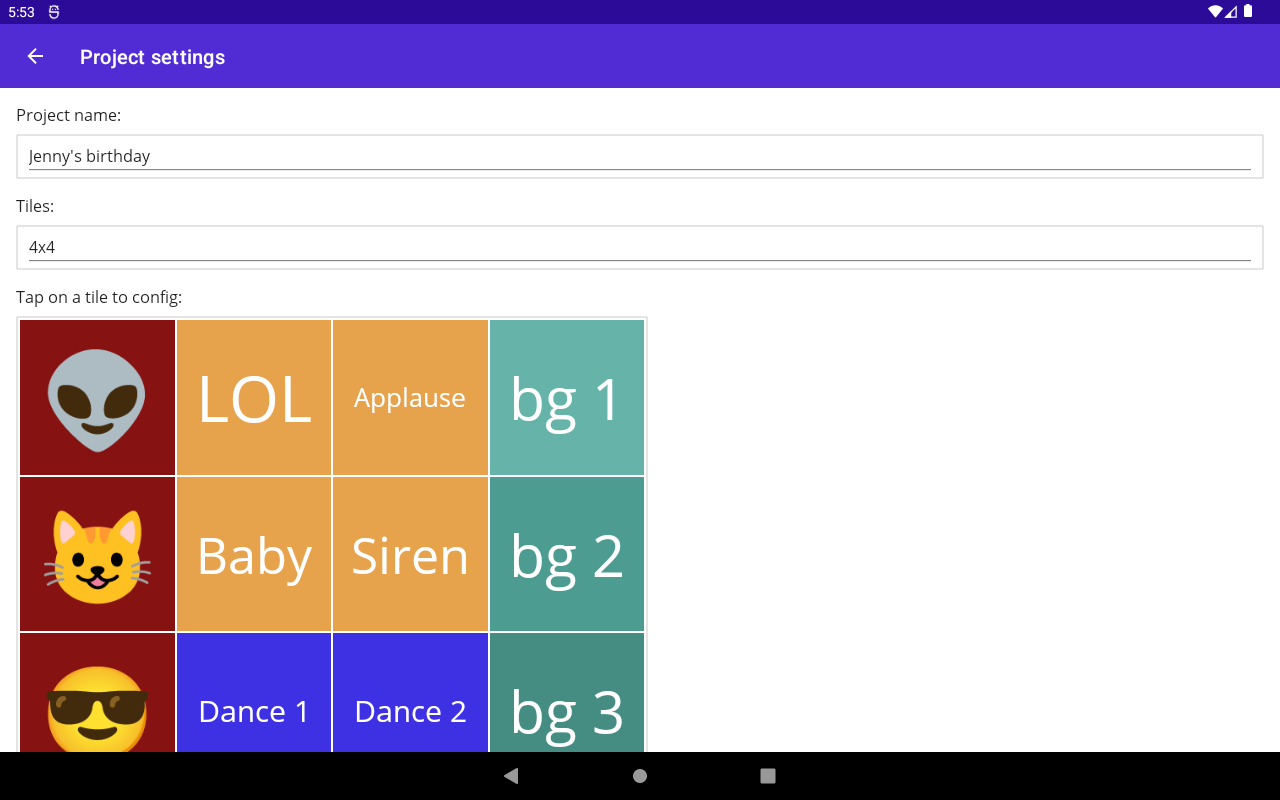 5:53
Project settings
Project name:
Jenny's birthday
Tiles:
4x4
Tap on a tile to config:
LOL
Applause
bg 1
Baby
Siren
bg 2
Dance 1
Dance 2
bg 3